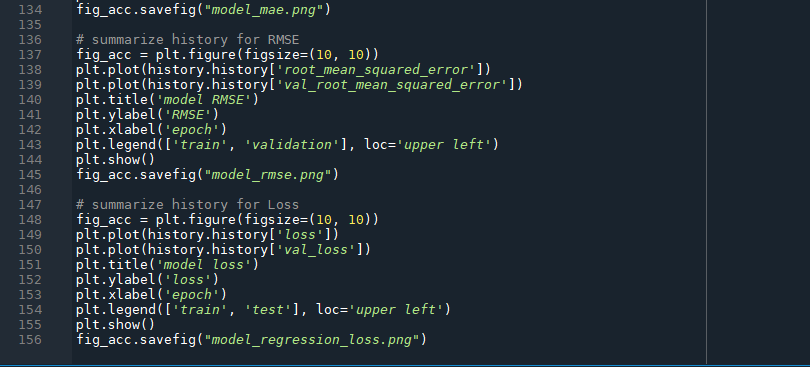 134 fig_acc.savefig("model_mae.png")
135
136 # summarize history for RMSE
137 fig_acc = plt.figure(figsize=(10, 10))
138 plt.plot(history.history['root_mean_squared_error'])
139 plt.plot(history.history['val_root_mean_squared_error'])
140 plt.title('model RMSE')
141 plt.ylabel('RMSE')
142 plt.xlabel('epoch')
143 plt.legend(['train', 'validation'], loc='upper left')
144 plt.show()
145 fig_acc.savefig("model_rmse.png")
146
147 # summarize history for Loss
148 fig_acc = plt.figure(figsize=(10, 10))
149 plt.plot(history.history['loss'])
150 plt.plot(history.history['val_loss'])
151 plt.title('model loss')
152 plt.ylabel('loss')
153 plt.xlabel('epoch')
154 plt.legend(['train', 'test'], loc='upper left')
155 plt.show()
156 fig_acc.savefig("model_regression_loss.png")